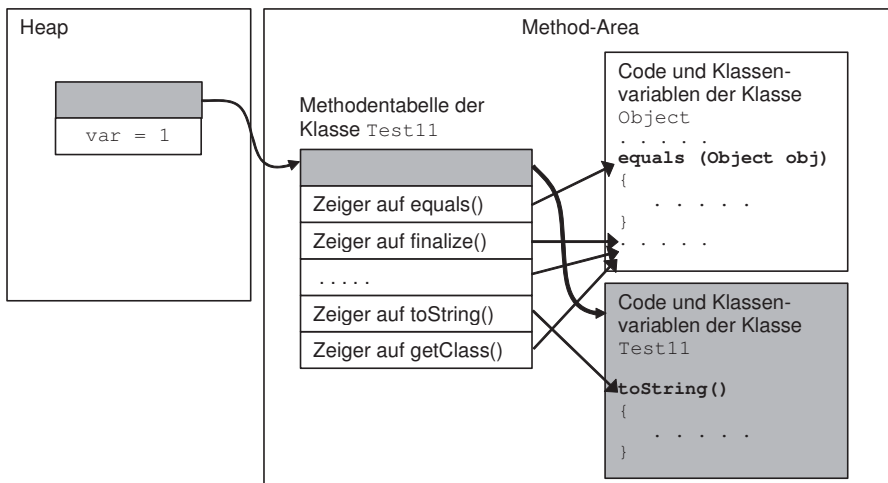 Heap
var = 1
Method-Area
Methodentabelle der
Klasse Test11
Zeiger auf equals()
Zeiger auf finalize()
.....
Zeiger auf toString()
Zeiger auf getClass()
Code und Klassen-
variablen der Klasse
Object
. . . . .
equals (Object obj)
{
. . . . .
}
. . . . .
Code und Klassen-
variablen der Klasse
Test11
toString()
{
. . . . .
}